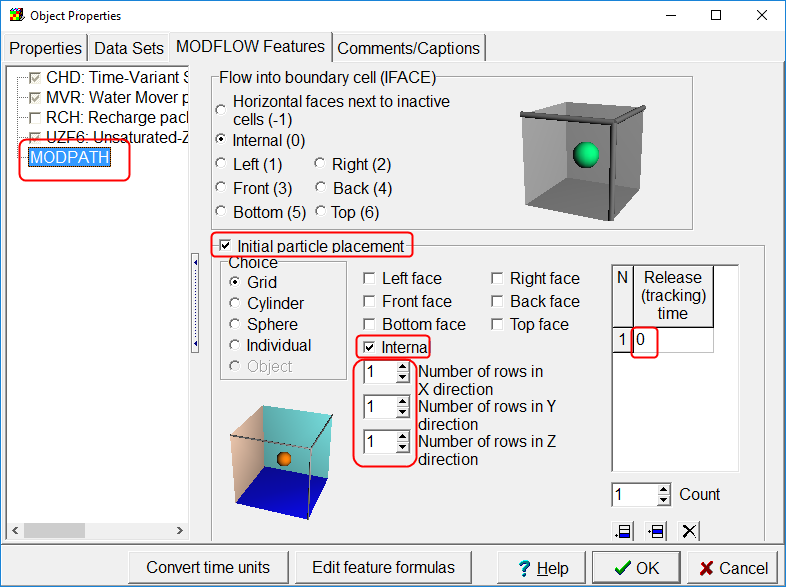 Object Properties
Properties Data Sets MODFLOW Features Comments/Captions
CHD: Time-Variant S
MVR: Water Mover p
RCH: Recharge pac
UZF6: Unsaturated-Z
MODPATH
Flow into boundary cell (IFACE)
Horizontal faces next to inactive
cells (-1)
Internal (0)
Left (1) Right (2)
Front (3) Back (4)
Bottom (5) Top (6)
Initial particle placement
Choice
Grid
Cylinder
Sphere
Individual
Object
Left face Right face
Front face Back face
Bottom face Top face
Interna
1 Number of rows in
X direction
1 Number of rows in Y
direction
1 Number of rows in Z
direction
N Release
(tracking)
time
1 0
1 Count
Convert time units Edit feature formulas ? Help OK Cancel